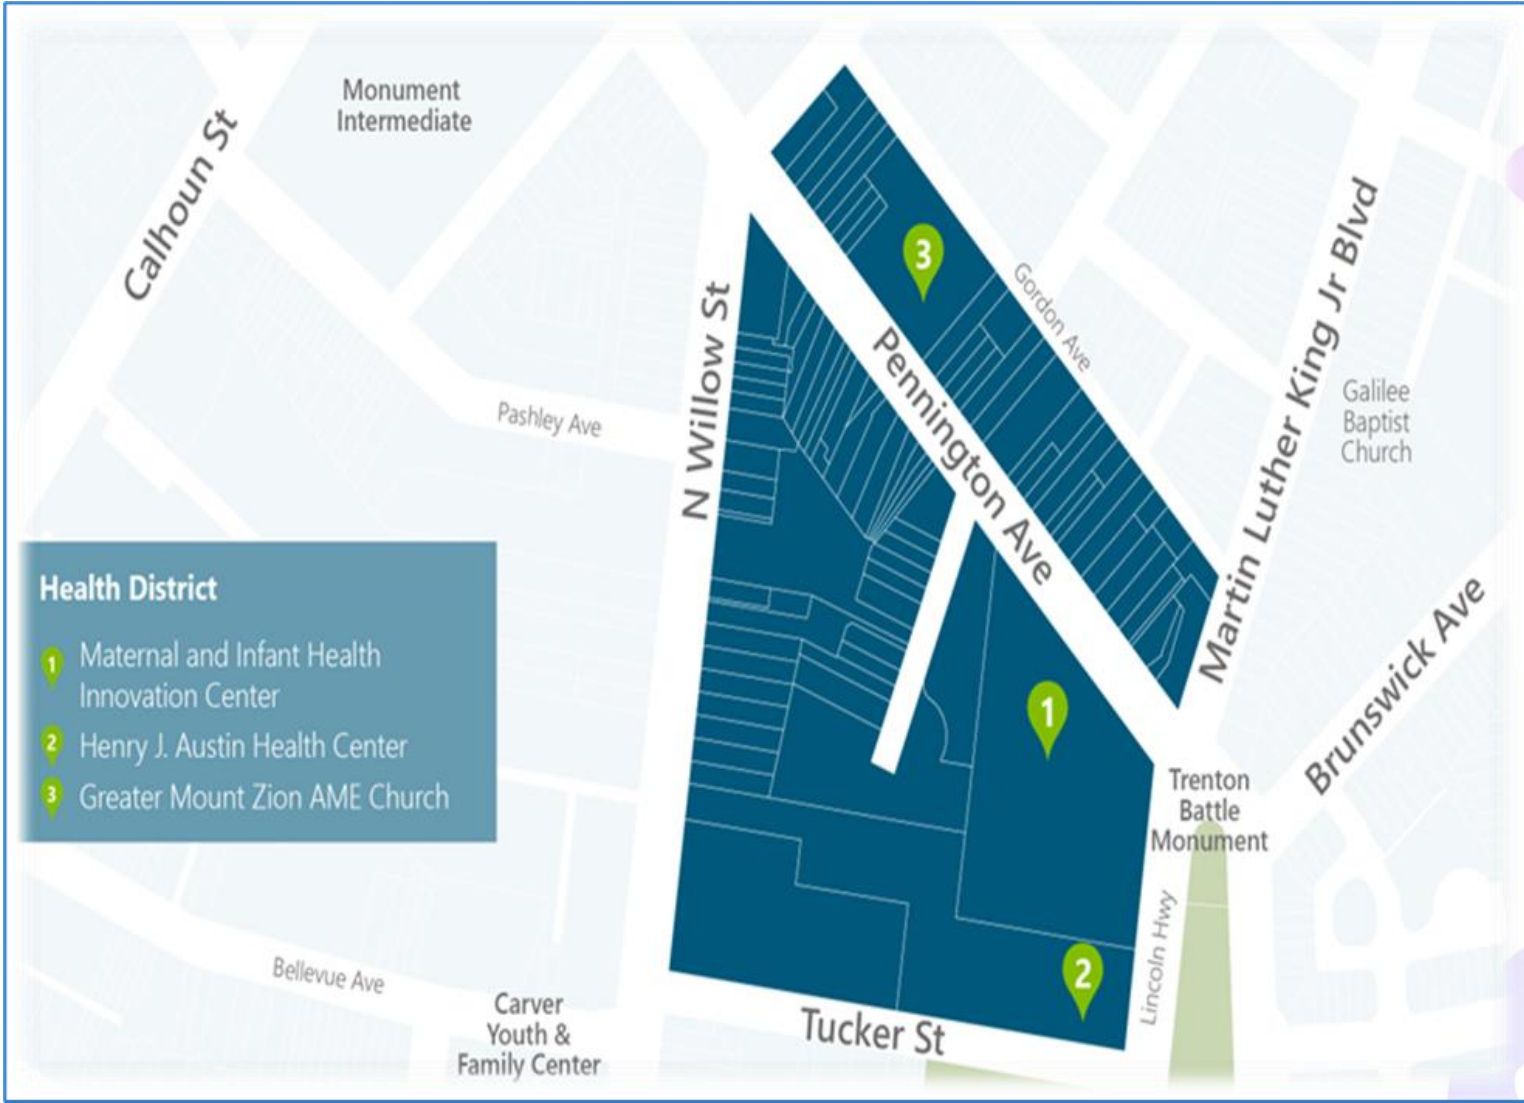 Monument
Intermediate
Calhoun St
3
Gordon Ave
Martin Luther King Jr Blvd
N Willow St
Pennington Ave
Pashley Ave
Galilee
Baptist
Church
Health District
1 Maternal and Infant Health
Innovation Center
2 Henry J. Austin Health Center
3 Greater Mount Zion AME Church
1
Brunswick Ave
Trenton
Battle
Monument
Lincoln Hwy
2
Bellevue Ave
Carver
Youth &
Family Center
Tucker St